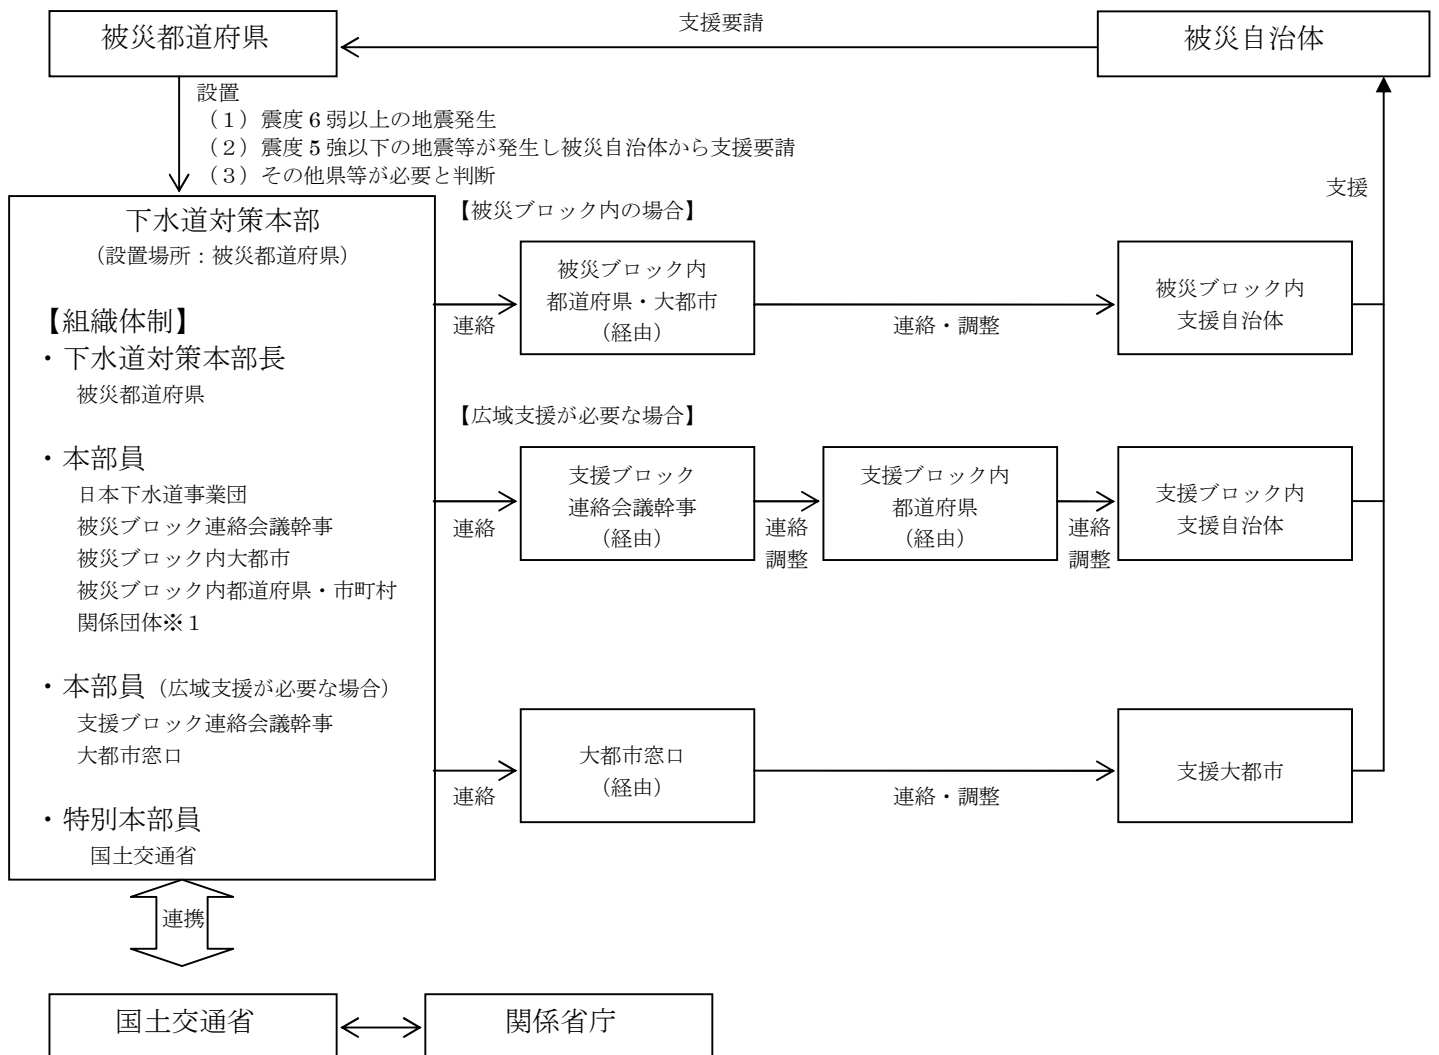 被災都道府県
支援要請
被災自治体
設置
（１）震度６弱以上の地震発生
（２）震度５強以下の地震等が発生し被災自治体から支援要請
（３）その他県等が必要と判断
支援
下水道対策本部
（設置場所：被災都道府県）
【組織体制】
・下水道対策本部長
被災都道府県
・本部員
日本下水道事業団
被災ブロック連絡会議幹事
被災ブロック内大都市
被災ブロック内都道府県・市町村
関係団体※１
・本部員（広域支援が必要な場合）
支援ブロック連絡会議幹事
大都市窓口
・特別本部員
国土交通省
【被災ブロック内の場合】
連絡
被災ブロック内
都道府県・大都市
（経由）
連絡・調整
被災ブロック内
支援自治体
【広域支援が必要な場合】
連絡
支援ブロック
連絡会議幹事
（経由）
連絡
調整
支援ブロック内
都道府県
（経由）
連絡
調整
支援ブロック内
支援自治体
連絡
大都市窓口
（経由）
連絡・調整
支援大都市
連携
国土交通省
関係省庁